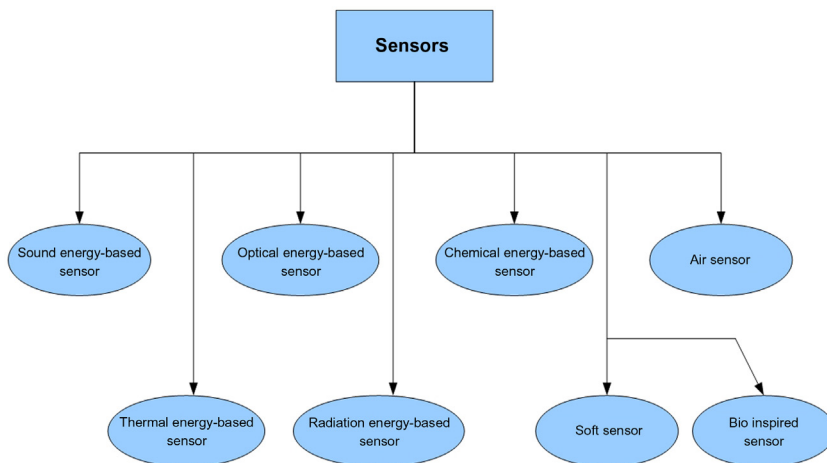 Sensors
Sound energy-based
sensor
Optical energy-based
sensor
Chemical energy-based
sensor
Air sensor
Thermal energy-based
sensor
Radiation energy-based
sensor
Soft sensor
Bio inspired
sensor